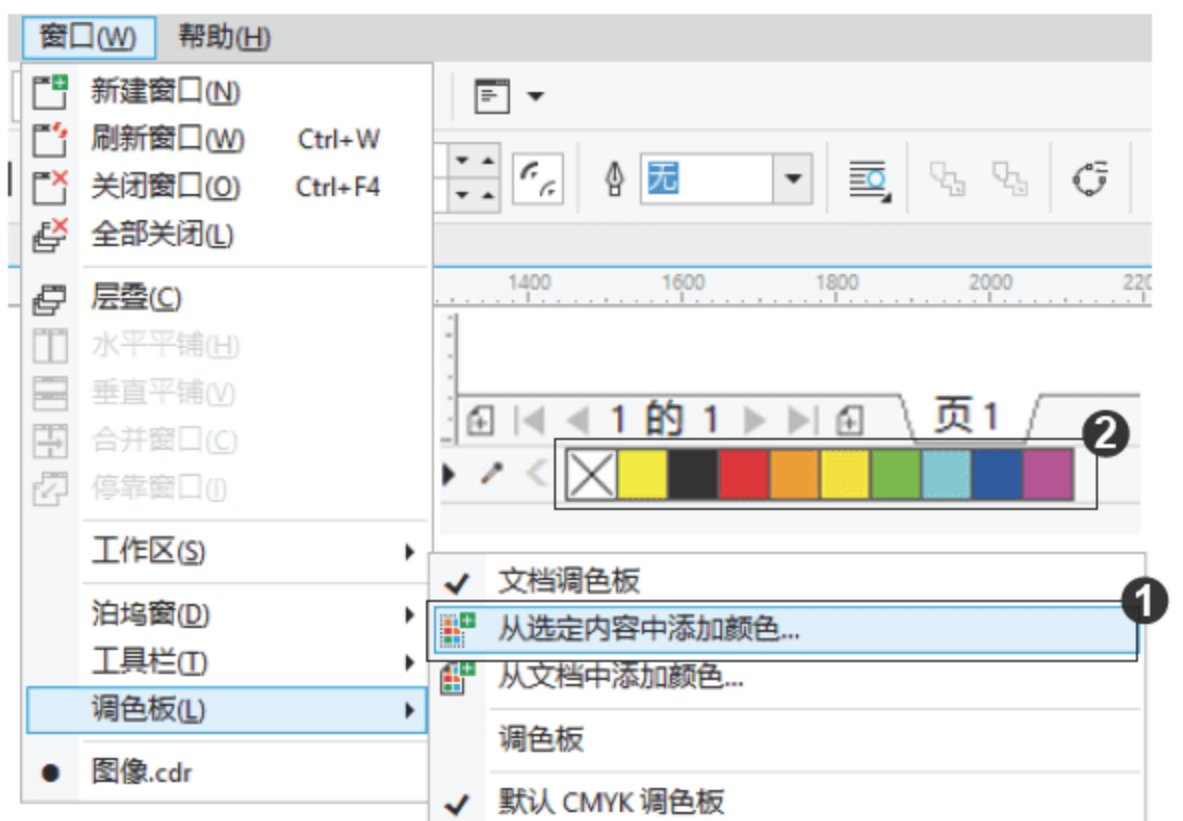 窗口(W) 帮助(H)
新建窗口(N)
刷新窗口(W) Ctrl+W
关闭窗口(O) Ctrl+F4
无
全部关闭(L)
层叠(C)
1400 1600 1800 2000 220
水平平铺(H)
垂直平铺(V)
1 的 1 页 1
合并窗口(C)
2
停靠窗口(I)
工作区(S)
文档调色板
1
泊坞窗(D)
从选定内容中添加颜色...
工具栏(T)
从文档中添加颜色...
调色板(L)
调色板
图像.cdr
默认 CMYK 调色板